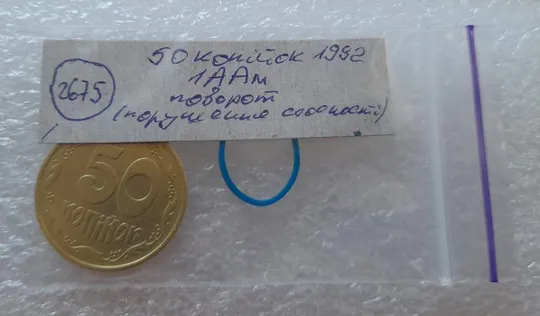 50 копійок 1992
2675
1ААм
поворот
(порушення соосності)
50
КОПІЙОК